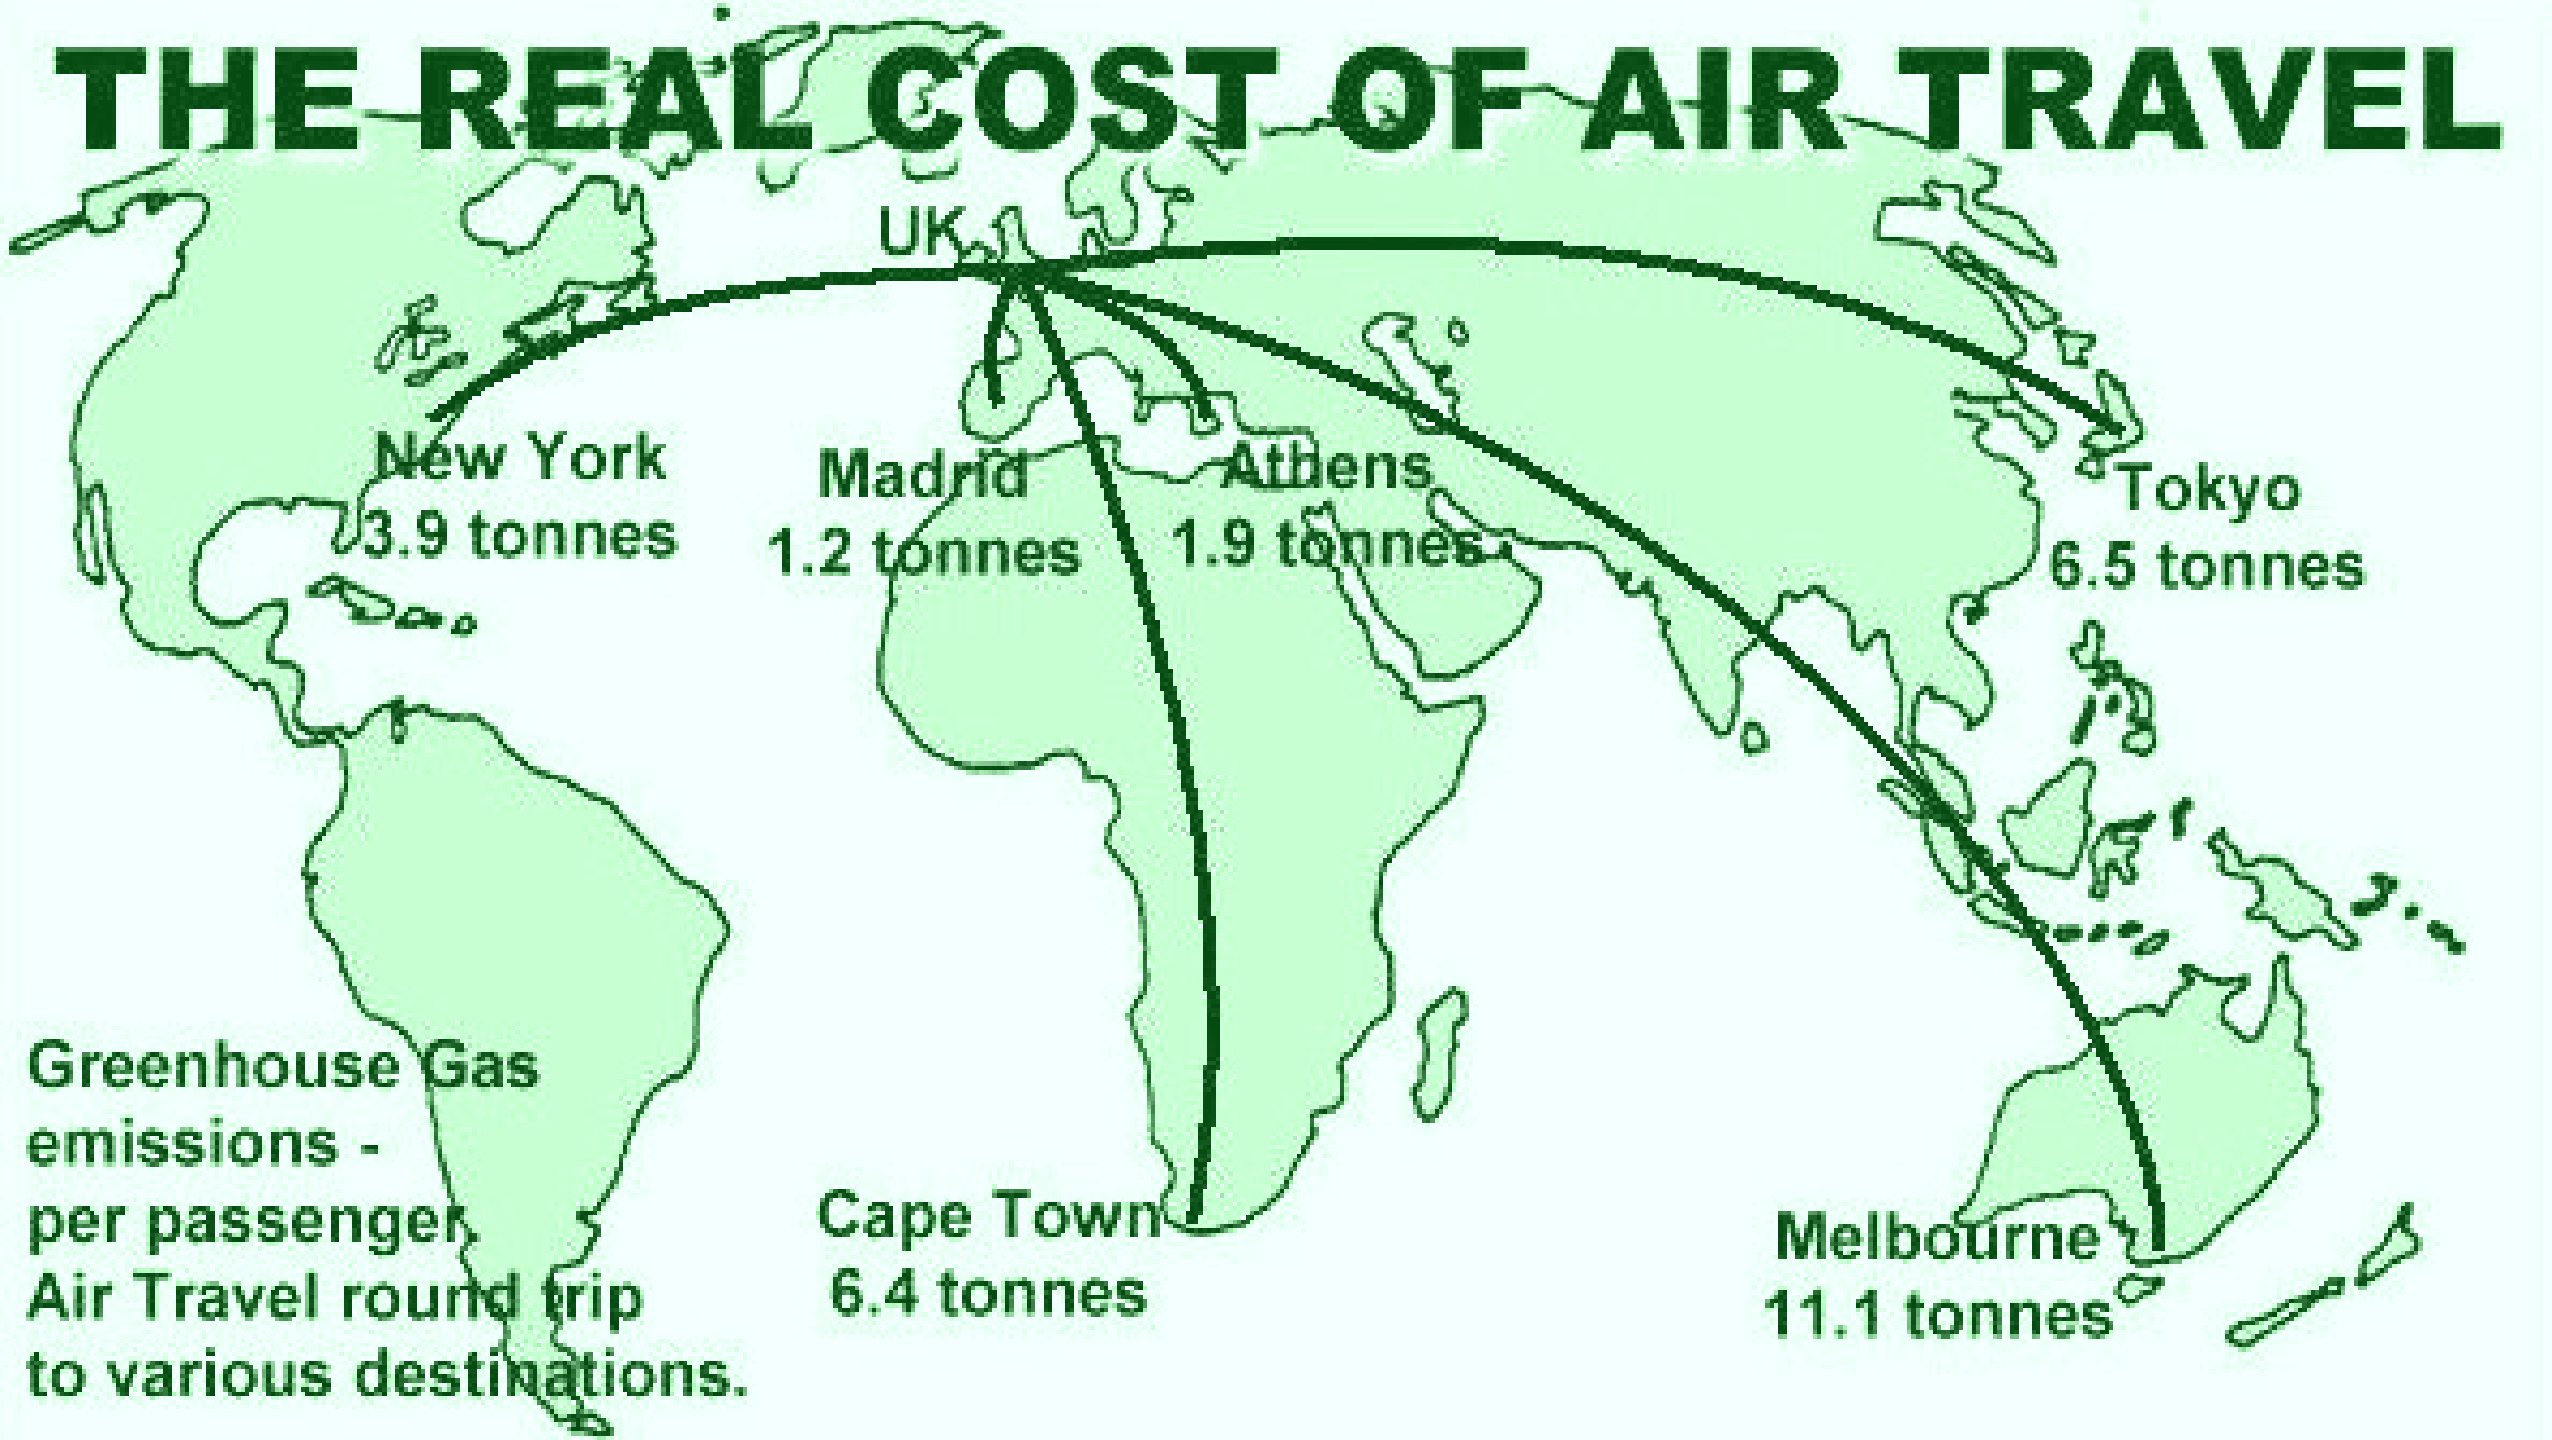 THE REAL COST OF AIR TRAVEL
UK
New York
3.9 tonnes
Madrid
1.2 tonnes
Athens
1.9 tonnes
Tokyo
6.5 tonnes
Greenhouse Gas
emissions -
per passenger.
Air Travel round trip
to various destinations.
Cape Town
6.4 tonnes
Melbourne
11.1 tonnes